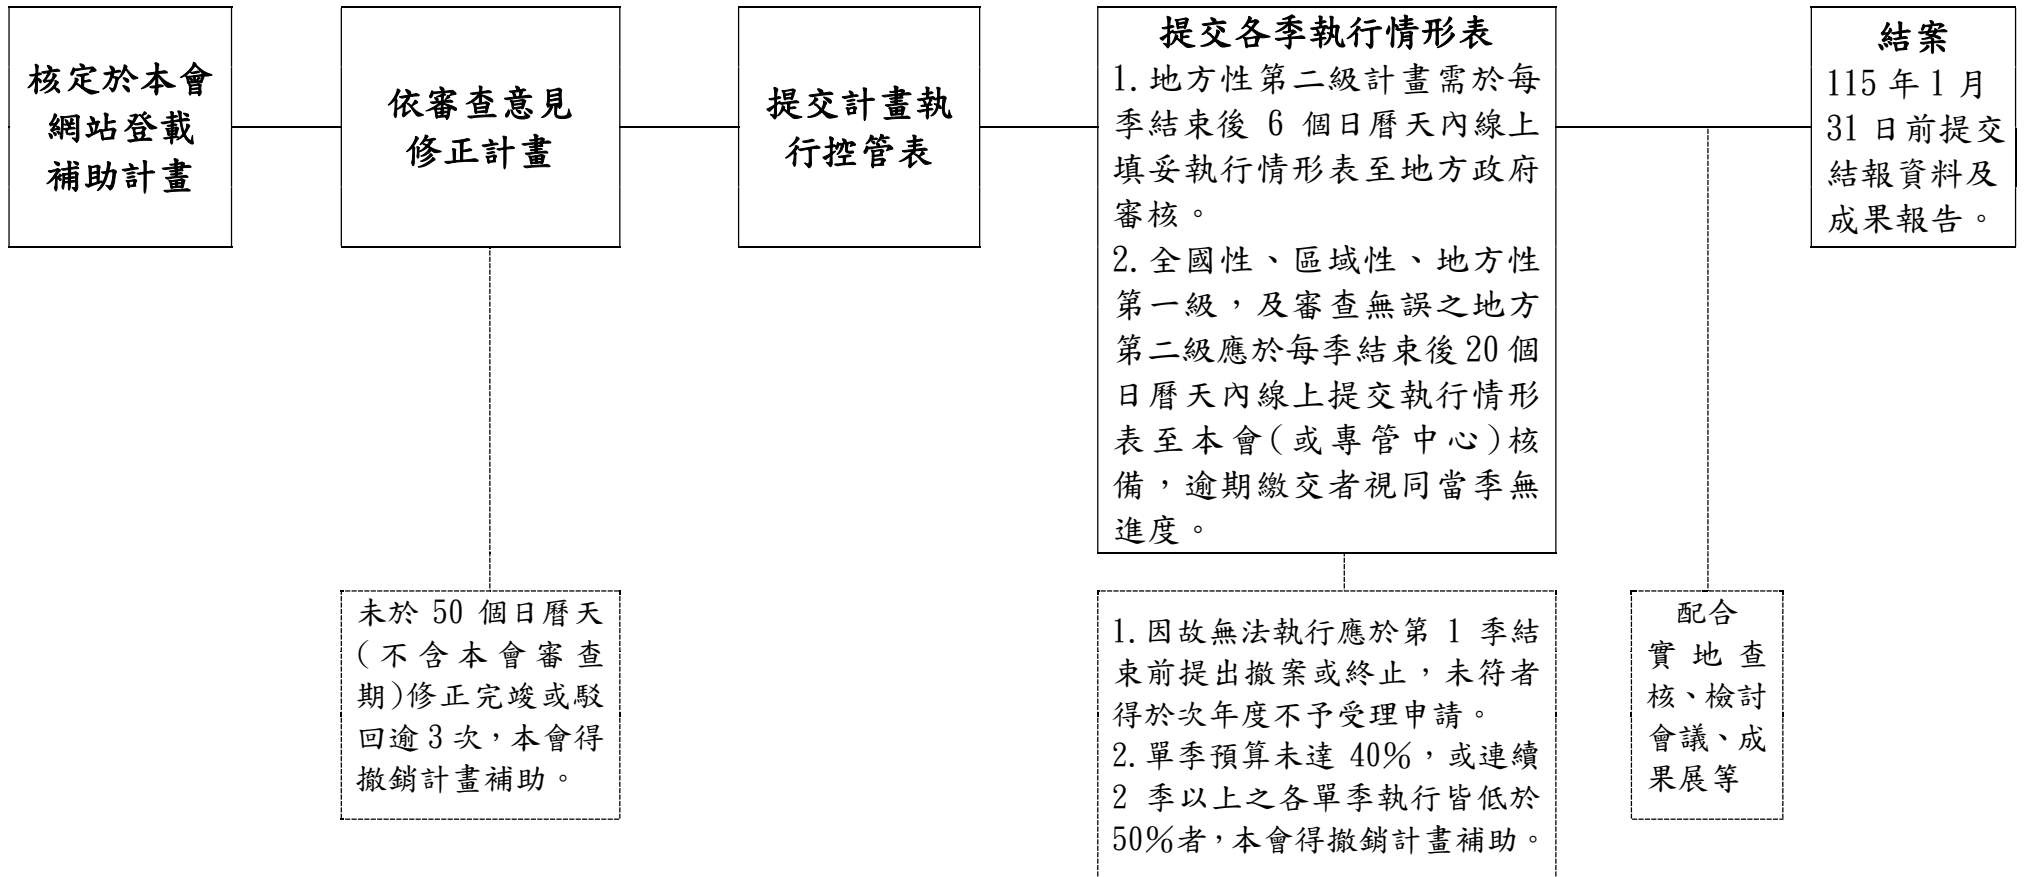 核定於本會
網站登載
補助計畫
依審查意見
修正計畫
提交計畫執
行控管表
提交各季執行情形表
1.地方性第二級計畫需於每
季結束後 6 個日曆天內線上
填妥執行情形表至地方政府
審核。
2.全國性、區域性、地方性
第一級,及審查無誤之地方
第二級應於每季結束後20個
日曆天內線上提交執行情形
表至本會(或專管中心)核
備,逾期繳交者視同當季無
進度。
結案
115 年 1 月
31 日前提交
結報資料及
成果報告。
未於 50 個日曆天
(不含本會審查
期)修正完竣或駁
回逾3次,本會得
撤銷計畫補助。
1.因故無法執行應於第 1 季結
束前提出撤案或終止,未符者
得於次年度不予受理申請。
2.單季預算未達 40%,或連續
2 季以上之各單季執行皆低於
50%者,本會得撤銷計畫補助。
配合
實地查
核、檢討
會議、成
果展等